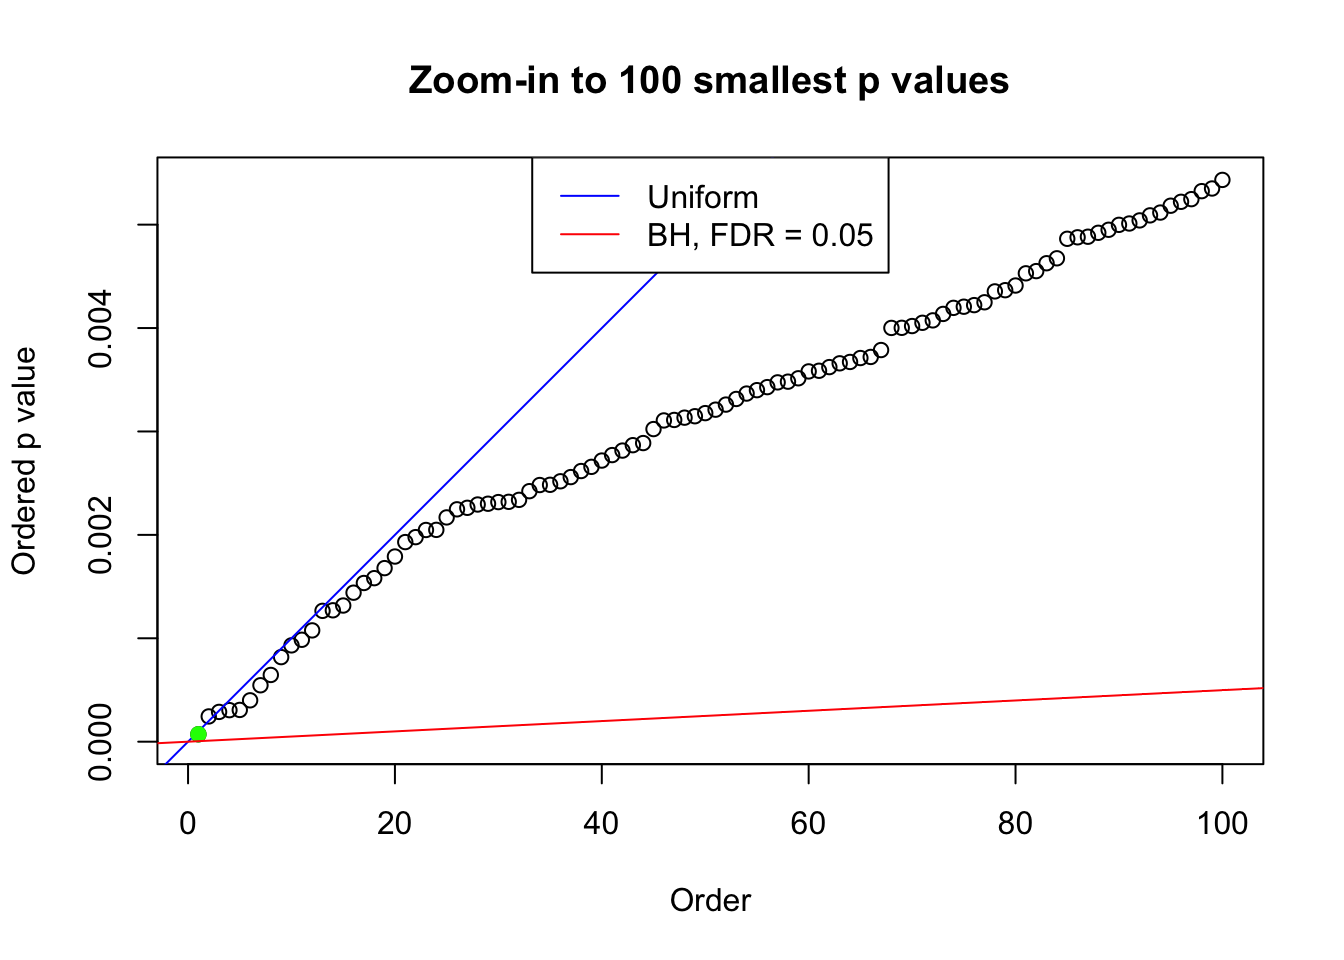 Zoom-in to 100 smallest p values
Uniform
BH, FDR = 0.05
Ordered p value
0.004
0.002
0.000
0 20 40 60 80 100
Order